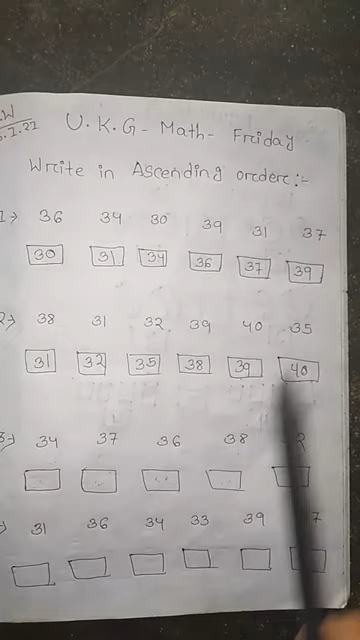 U.K.G - Math - Friday
Write in Ascending orderc :-
1) 36 34 30 39 31 37
30 31 34 36 37 39
2) 38 31 32 39 40 35
31 32 35 38 39 40
3) 34 37 36 38
31 36 34 33 39